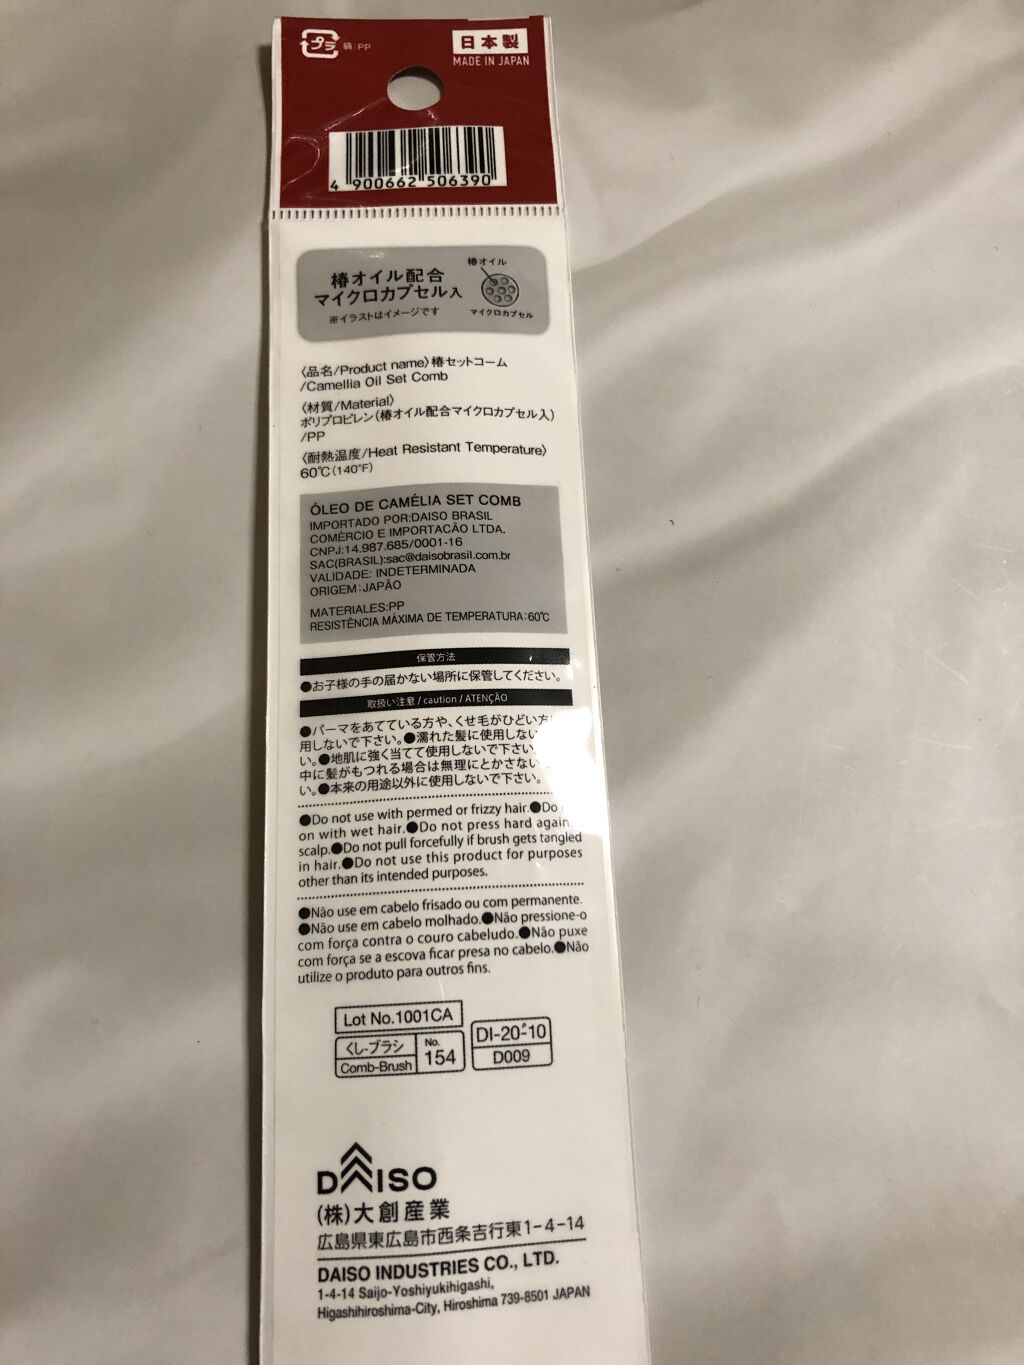 プラ 袋:PP
日本製
MADE IN JAPAN
4 900662 506390
椿オイル配合
マイクロカプセル入
※イラストはイメージです
椿オイル
マイクロカプセル
〈品名/Product name〉椿セットコーム
/Camellia Oil Set Comb
〈材質/Material〉
ポリプロピレン(椿オイル配合マイクロカプセル入)
/PP
〈耐熱温度/Heat Resistant Temperature〉
60℃(140°F)
ÓLEO DE CAMÉLIA SET COMB
IMPORTADO POR:DAISO BRASIL
COMÉRCIO E IMPORTACÃO LTDA.
CNPJ:14.987.685/0001-16
SAC(BRASIL):sac@daisobrasil.com.br
VALIDADE: INDETERMINADA
ORIGEM:JAPÃO
MATERIALES:PP
RESISTÊNCIA MÁXIMA DE TEMPERATURA:60℃
保管方法
●お子様の手の届かない場所に保管してください。
取扱い注意/caution/ATENÇÃO
●パーマをあてている方や、くせ毛がひどい方
用しないで下さい。●濡れた髪に使用しない
い。●地肌に強く当てて使用しないで下さい
中に髪がもつれる場合は無理にとかさない
い。●本来の用途以外に使用しないで下さい。
●Do not use with permed or frizzy hair.●Do
on with wet hair.●Do not press hard again
scalp.●Do not pull forcefully if brush gets tangled
in hair.●Do not use this product for purposes
other than its intended purposes.
●Não use em cabelo frisado ou com permanente.
●Não use em cabelo molhado.●Não pressione-o
com força contra o couro cabeludo.●Não puxe
com força se a escova ficar presa no cabelo.●Não
utilize o produto para outros fins.
Lot No.1001CA
くし-ブラシ
Comb-Brush
No.
154
DI-20-10
D009
DAISO
(株)大創産業
広島県東広島市西条吉行東1-4-14
DAISO INDUSTRIES CO., LTD.
1-4-14 Saijo-Yoshiyukihigashi,
Higashihiroshima-City, Hiroshima 739-8501 JAPAN